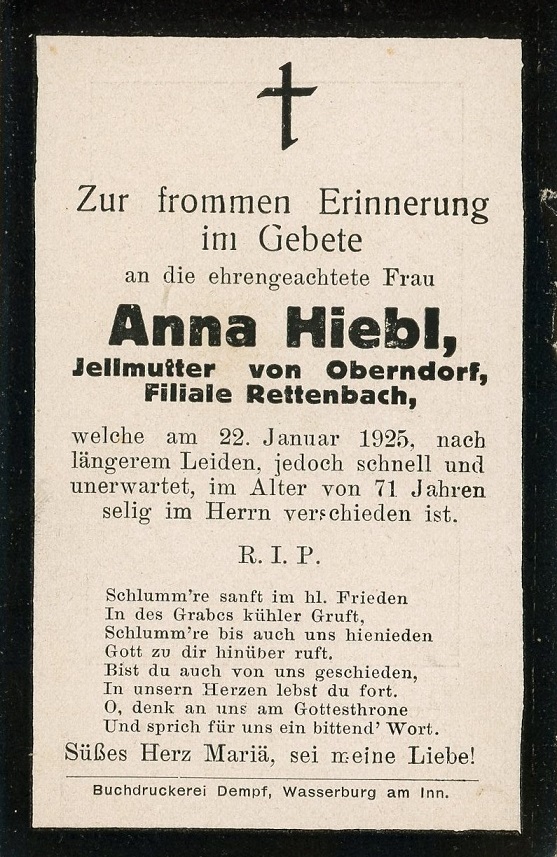 Zur frommen Erinnerung
im Gebete
an die ehrengeachtete Frau
Anna Hiebl,
Jellmutter von Oberndorf,
Filiale Rettenbach,
welche am 22. Januar 1925, nach
längerem Leiden, jedoch schnell und
unerwartet, im Alter von 71 Jahren
selig im Herrn verschieden ist.
R. I. P.
Schlumm're sanft im hl. Frieden
In des Grabes kühler Gruft,
Schlumm're bis auch uns hienieden
Gott zu dir hinüber ruft.
Bist du auch von uns geschieden,
In unsern Herzen lebst du fort.
O, denk an uns am Gottesthrone
Und sprich für uns ein bittend' Wort.
Süßes Herz Mariä, sei meine Liebe!
Buchdruckerei Dempf, Wasserburg am Inn.